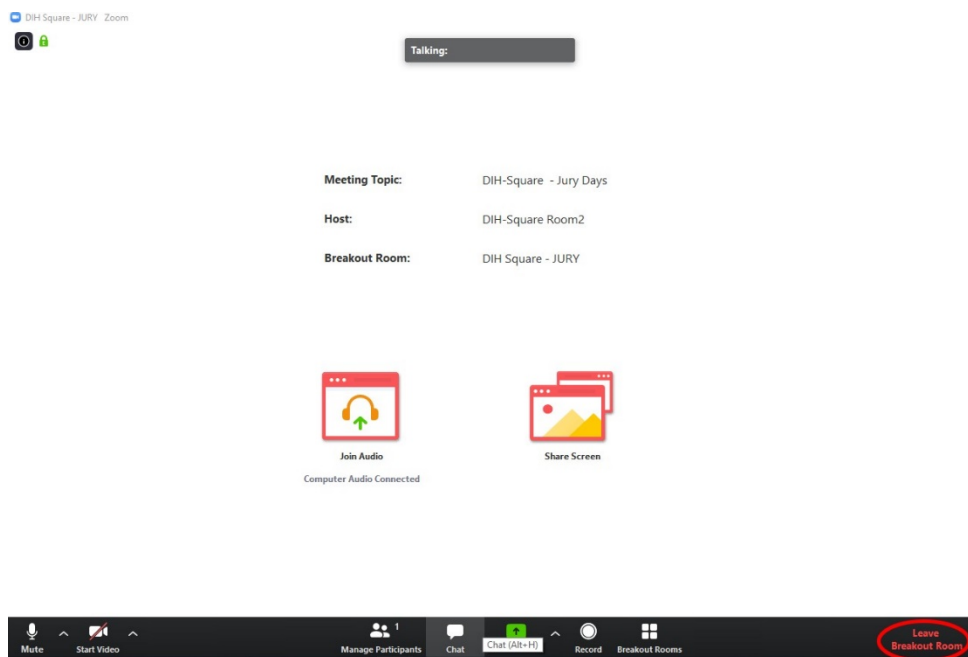 DIH Square - JURY Zoom
Talking:
Meeting Topic: DIH-Square - Jury Days
Host: DIH-Square Room2
Breakout Room: DIH Square - JURY
Join Audio
Share Screen
Computer Audio Connected
1
Mute Start Video Manage Participants Chat Chat (Alt+H) Record Breakout Rooms
Leave
Breakout Room